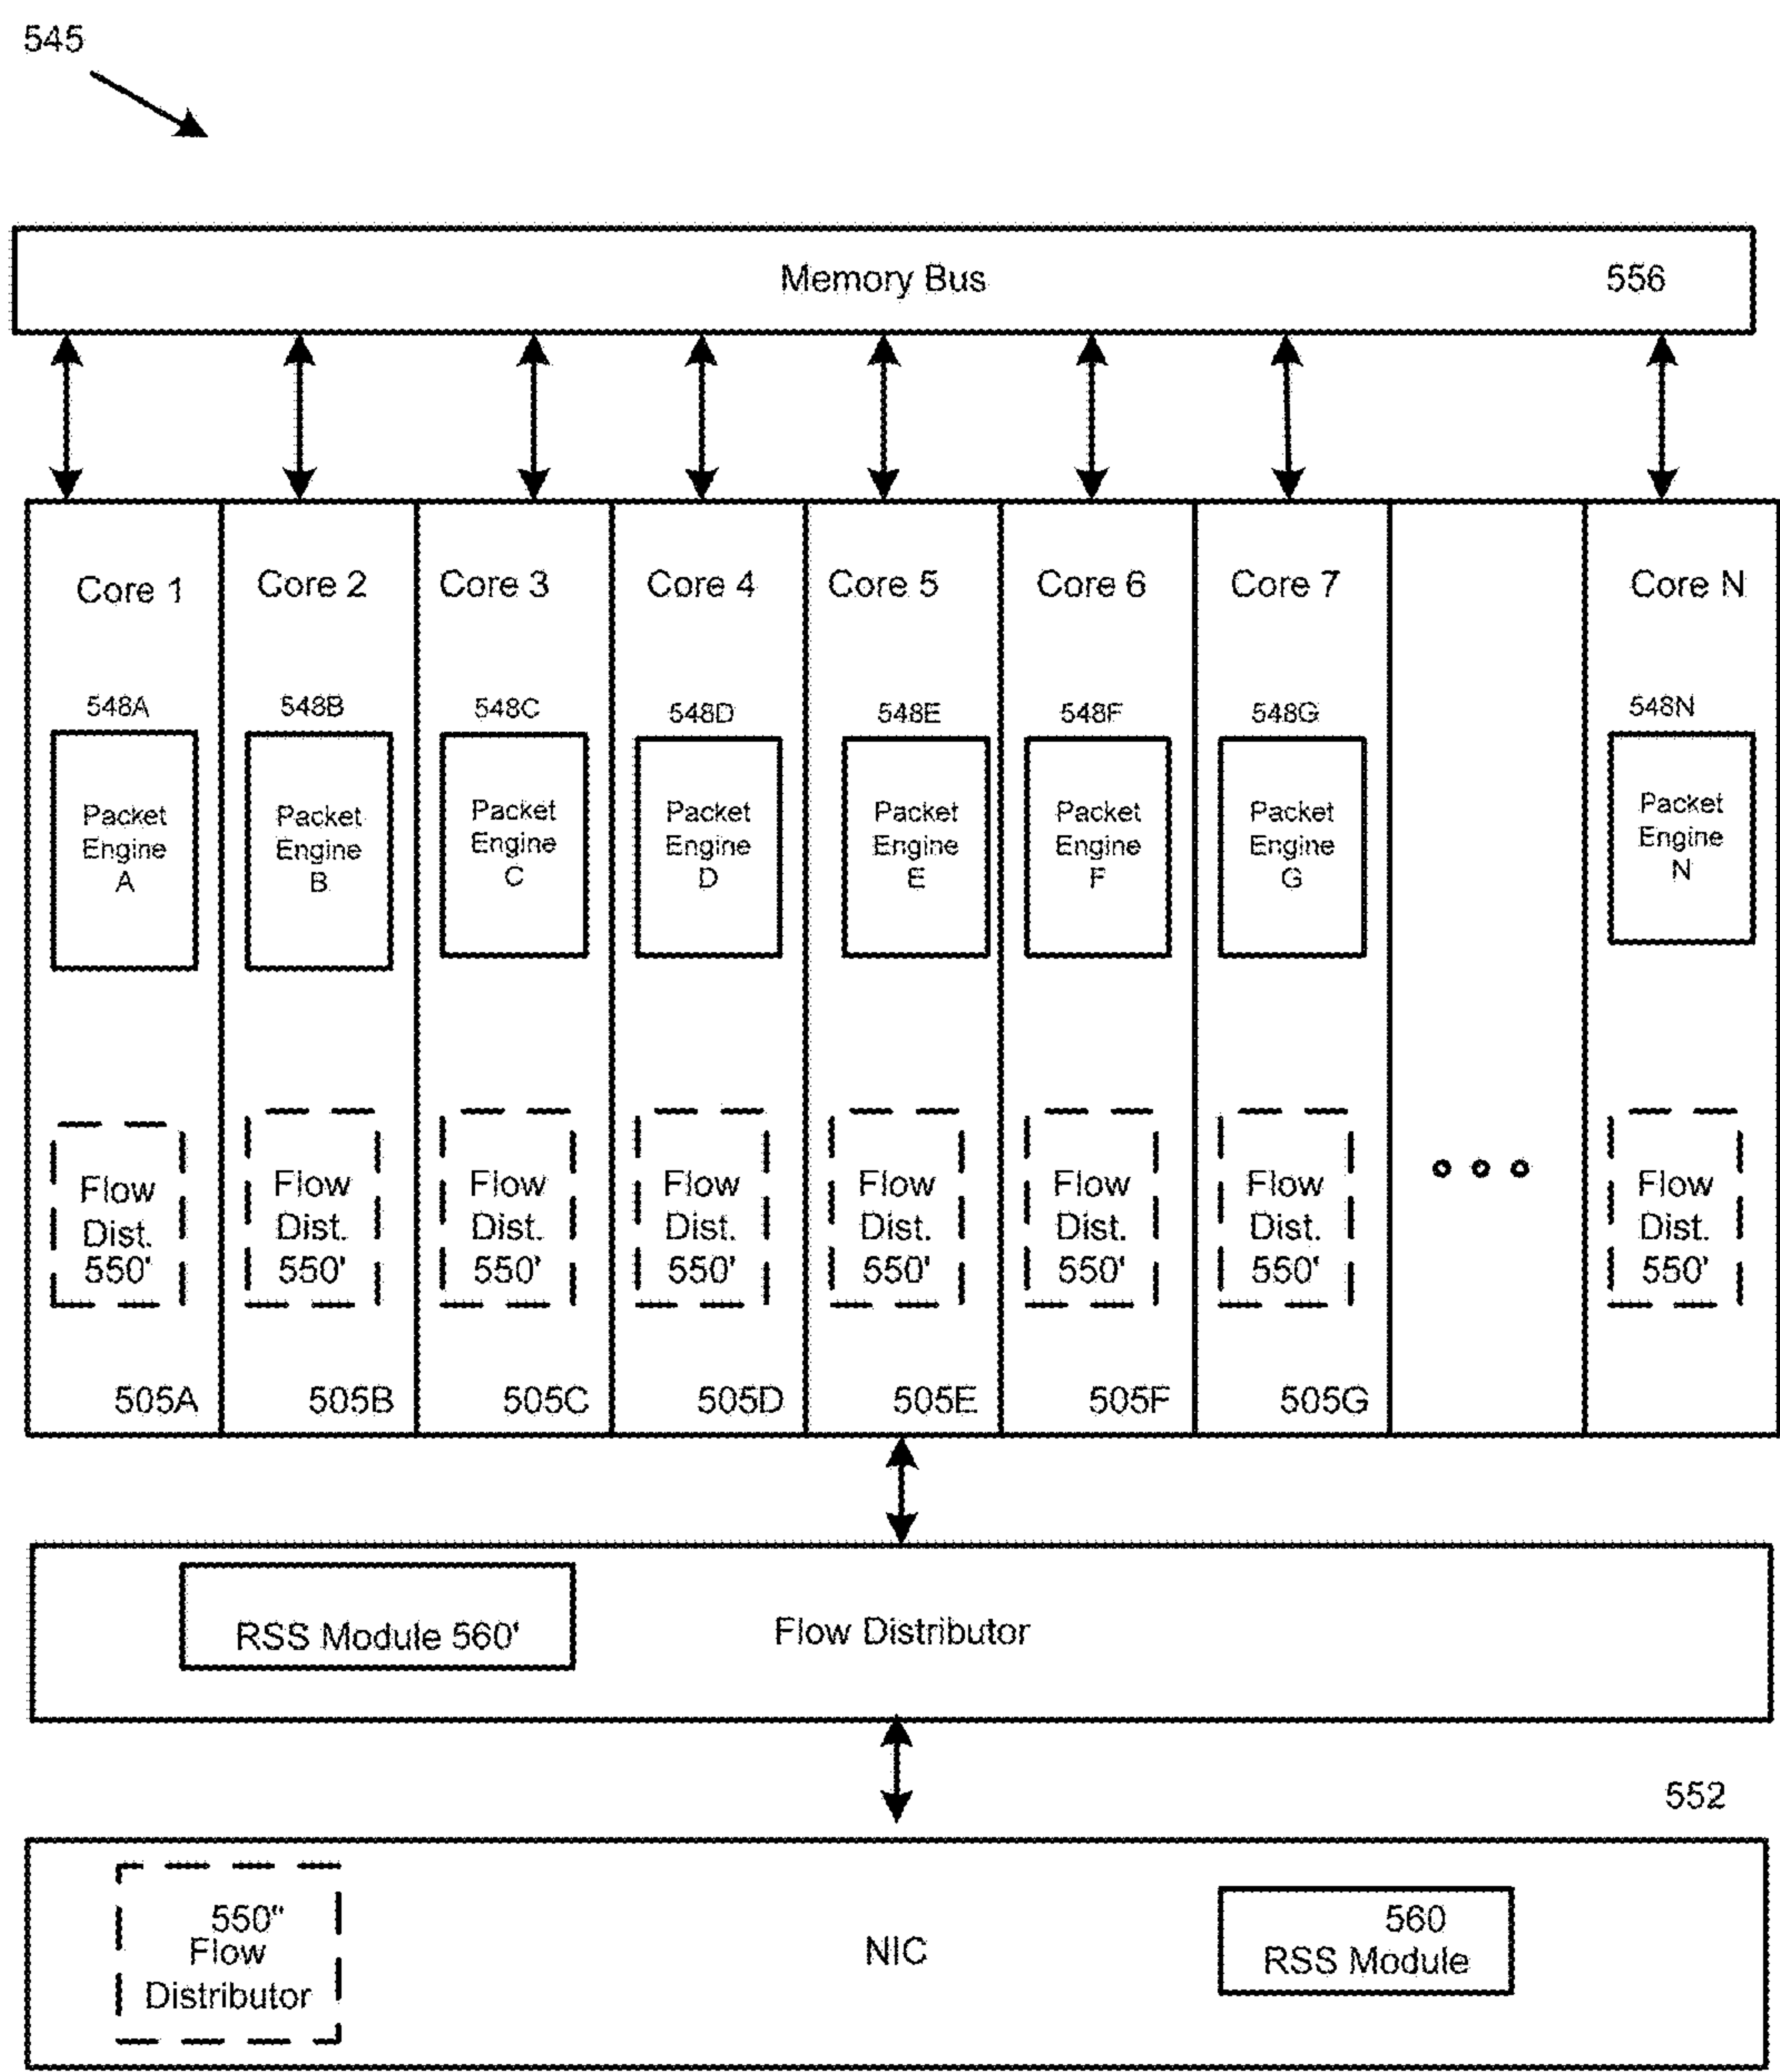 545
Memory Bus 556
Core 1 Core 2 Core 3 Core 4 Core 5 Core 6 Core 7 Core N
548A 548B 548C 548D 548E 548F 548G 548N
Packet Packet Packet Packet Packet Packet Packet Packet
Engine Engine Engine Engine Engine Engine Engine Engine
A B C D E F G N
Flow Flow Flow Flow Flow Flow Flow Flow
Dist. Dist. Dist. Dist. Dist. Dist. Dist. Dist.
550' 550' 550' 550' 550' 550' 550' 550'
505A 505B 505C 505D 505E 505F 505G
RSS Module 560' Flow Distributor
552
550"
Flow
Distributor
NIC
560
RSS Module